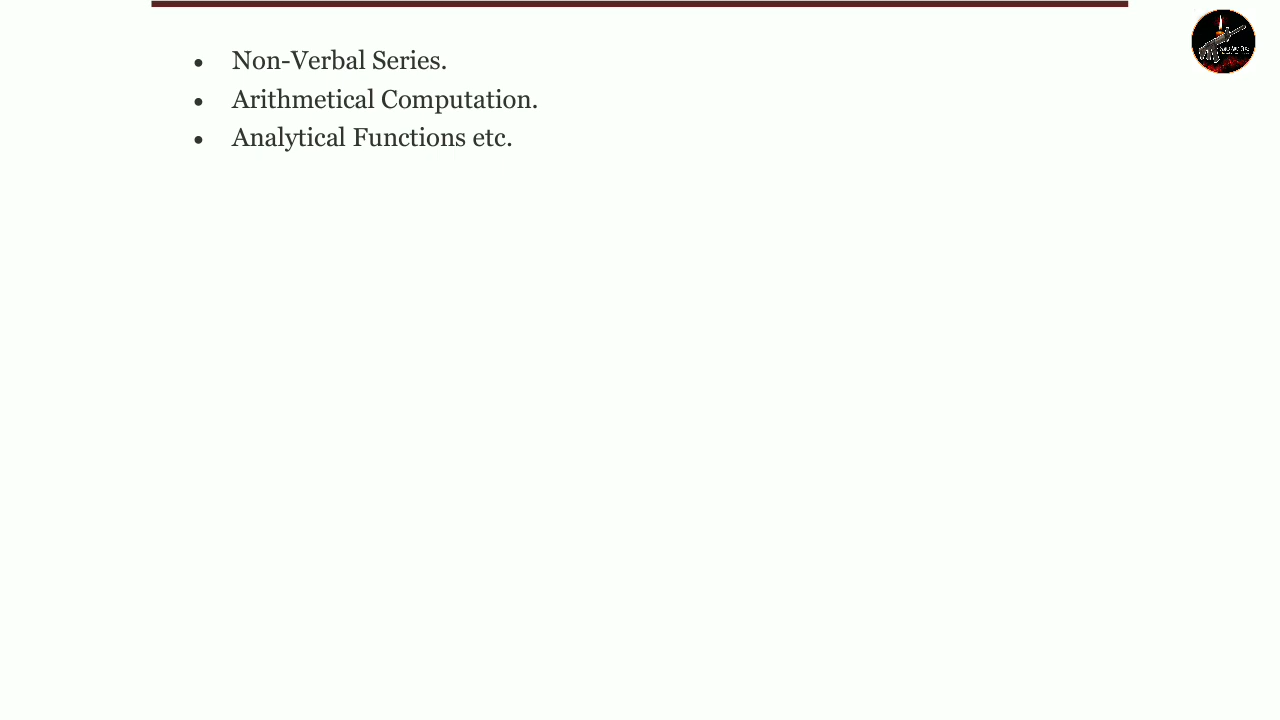 • Non-Verbal Series.
• Arithmetical Computation.
• Analytical Functions etc.